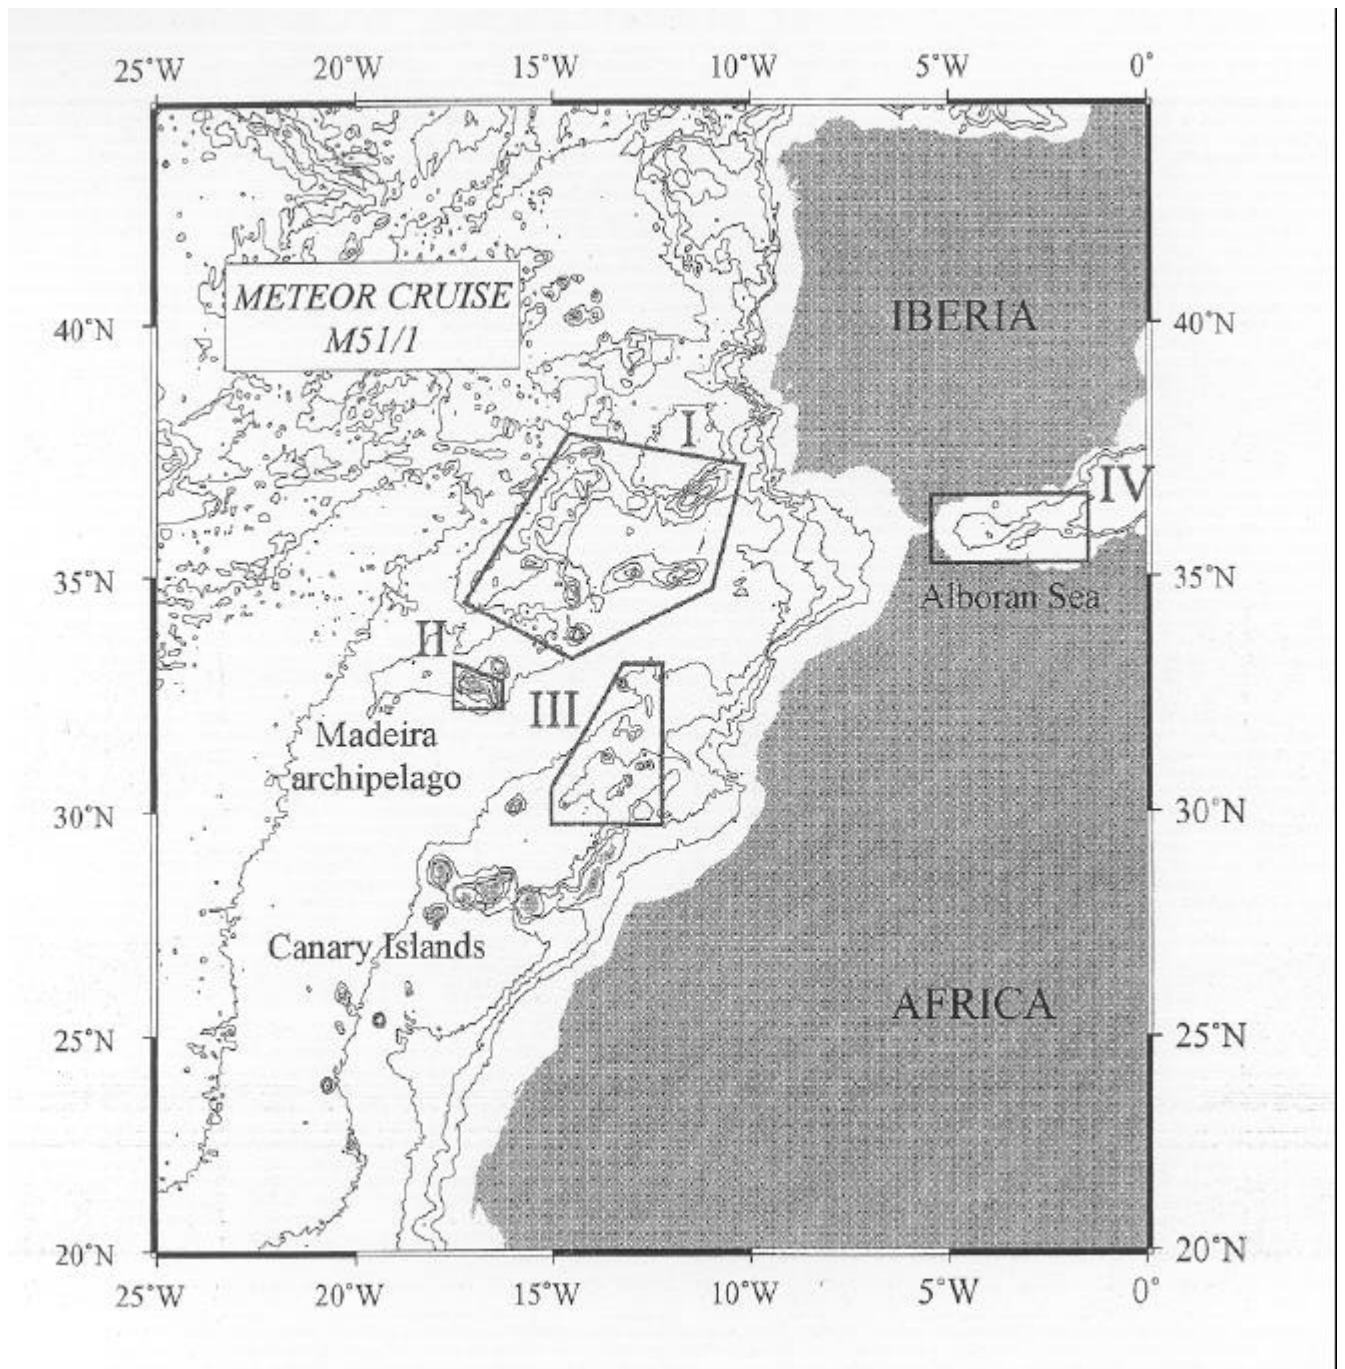 25°W 20°W 15°W 10°W 5°W 0°
METEOR CRUISE
M51/1
IBERIA
40°N 40°N
I
IV
35°N 35°N
Alboran Sea
II
III
Madeira
archipelago
30°N 30°N
Canary Islands
AFRICA
25°N 25°N
20°N 20°N
25°W 20°W 15°W 10°W 5°W 0°